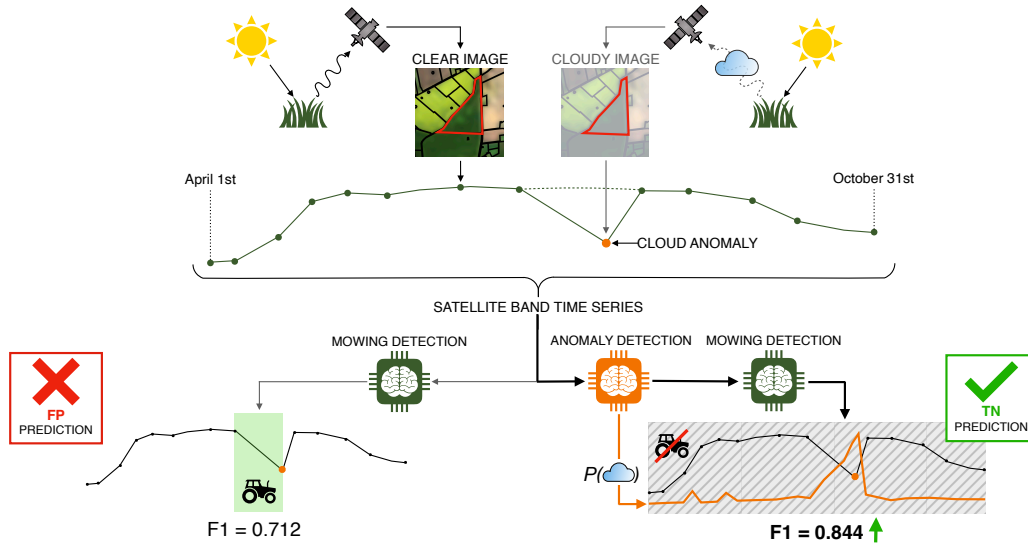 CLEAR IMAGE
CLOUDY IMAGE
April 1st
October 31st
CLOUD ANOMALY
SATELLITE BAND TIME SERIES
MOWING DETECTION
ANOMALY DETECTION
MOWING DETECTION
FP
PREDICTION
TN
PREDICTION
P( )
F1 = 0.712
F1 = 0.844